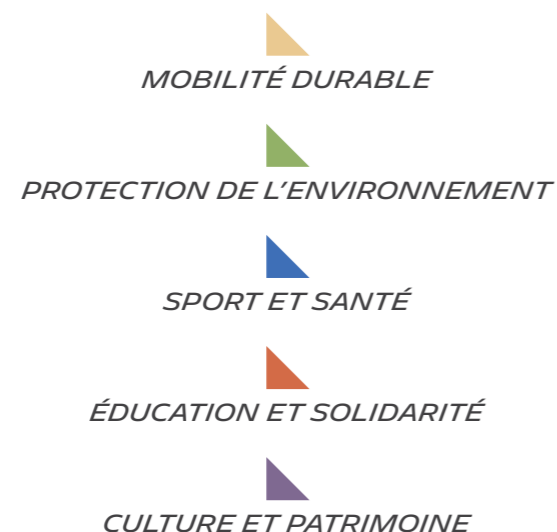 MOBILITÉ DURABLE
PROTECTION DE L’ENVIRONNEMENT
SPORT ET SANTÉ
ÉDUCATION ET SOLIDARITÉ
CULTURE ET PATRIMOINE